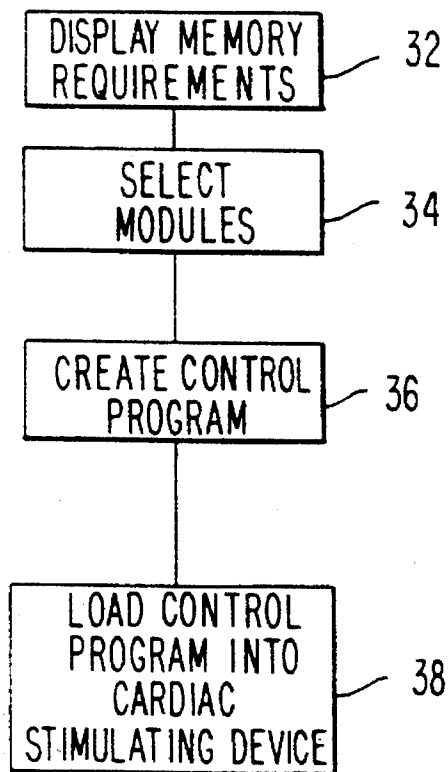 DISPLAY MEMORY
REQUIREMENTS
32
SELECT
MODULES
34
CREATE CONTROL
PROGRAM
36
LOAD CONTROL
PROGRAM INTO
CARDIAC
STIMULATING DEVICE
38